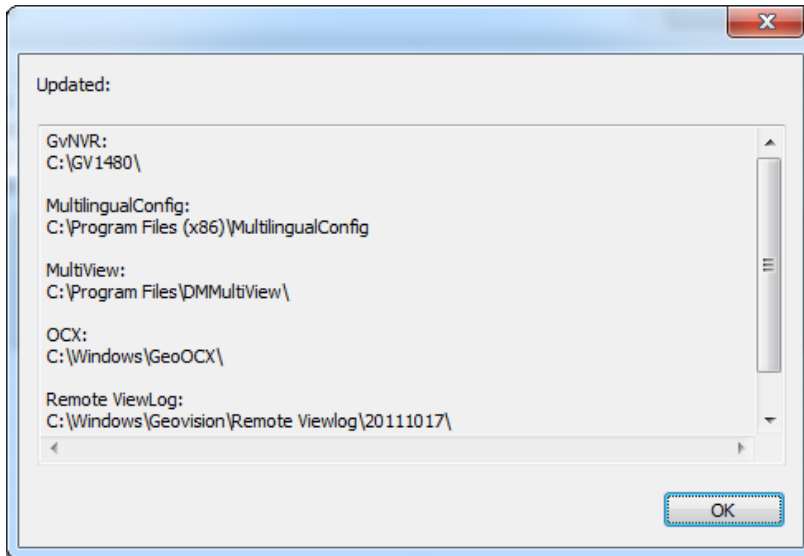 Updated:
GvNVR:
C:\GV1480\
MultilingualConfig:
C:\Program Files (x86)\MultilingualConfig
MultiView:
C:\Program Files\DMMultiView\
OCX:
C:\Windows\GeoOCX\
Remote ViewLog:
C:\Windows\Geovision\Remote Viewlog\20111017\
OK